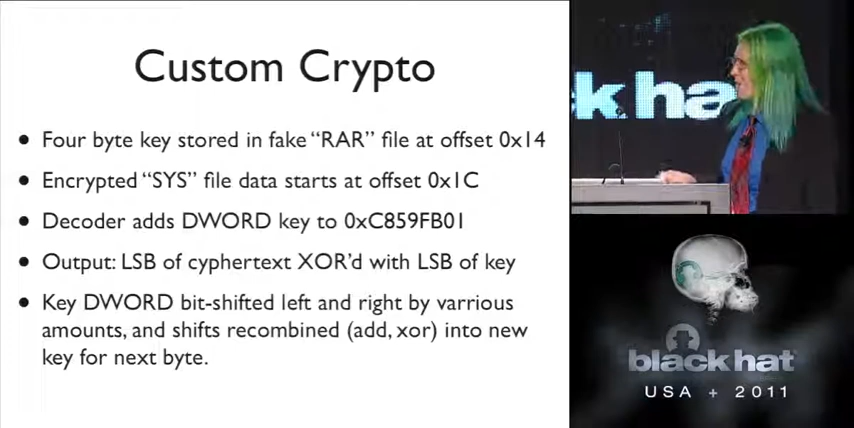 Custom Crypto
Four byte key stored in fake “RAR” file at offset 0x14
Encrypted “SYS” file data starts at offset 0x1C
Decoder adds DWORD key to 0xC859FB01
Output: LSB of cyphertext XOR’d with LSB of key
Key DWORD bit-shifted left and right by varrious
amounts, and shifts recombined (add, xor) into new
key for next byte.
ck ha
black hat
USA + 2011